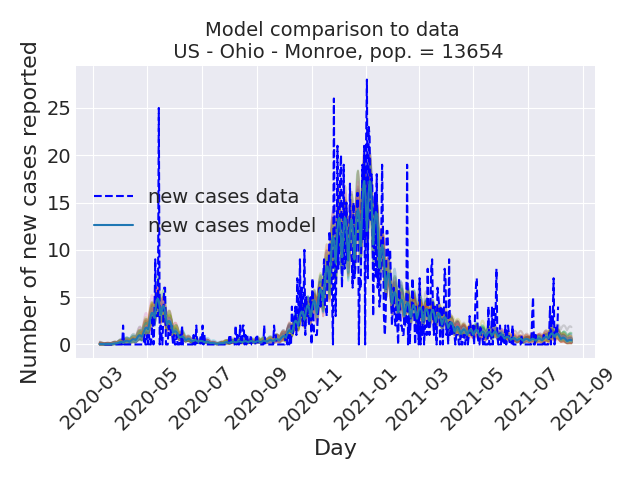 Model comparison to data
US - Ohio - Monroe, pop. = 13654
Number of new cases reported
25
20
15
10
5
0
new cases data
new cases model
2020-03
2020-05
2020-07
2020-09
2020-11
2021-01
2021-03
2021-05
2021-07
2021-09
Day